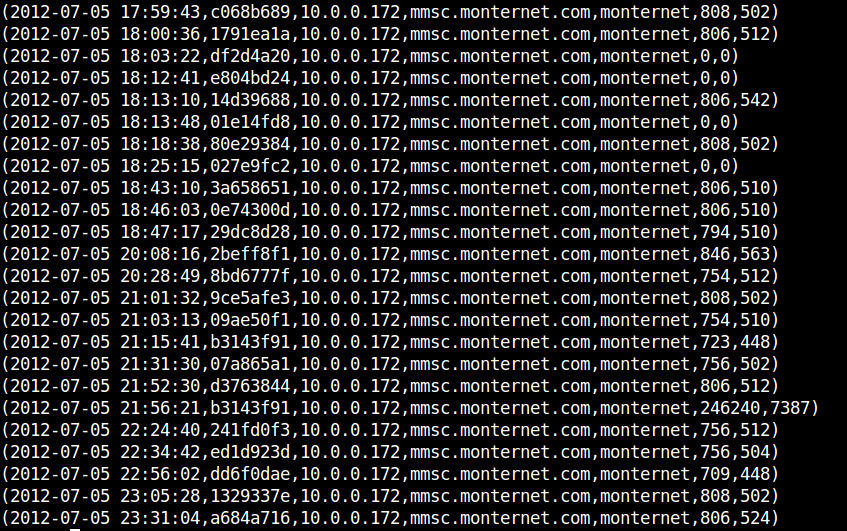 (2012-07-05 17:59:43,c068b689,10.0.0.172,mmsc.monternet.com,monternet,808,502)
(2012-07-05 18:00:36,1791ea1a,10.0.0.172,mmsc.monternet.com,monternet,806,512)
(2012-07-05 18:03:22,df2d4a20,10.0.0.172,mmsc.monternet.com,monternet,0,0)
(2012-07-05 18:12:41,e804bd24,10.0.0.172,mmsc.monternet.com,monternet,0,0)
(2012-07-05 18:13:10,14d39688,10.0.0.172,mmsc.monternet.com,monternet,806,542)
(2012-07-05 18:13:48,01e14fd8,10.0.0.172,mmsc.monternet.com,monternet,0,0)
(2012-07-05 18:18:38,80e29384,10.0.0.172,mmsc.monternet.com,monternet,808,502)
(2012-07-05 18:25:15,027e9fc2,10.0.0.172,mmsc.monternet.com,monternet,0,0)
(2012-07-05 18:43:10,3a658651,10.0.0.172,mmsc.monternet.com,monternet,806,510)
(2012-07-05 18:46:03,0e74300d,10.0.0.172,mmsc.monternet.com,monternet,806,510)
(2012-07-05 18:47:17,29dc8d28,10.0.0.172,mmsc.monternet.com,monternet,794,510)
(2012-07-05 20:08:16,2beff8f1,10.0.0.172,mmsc.monternet.com,monternet,846,563)
(2012-07-05 20:28:49,8bd6777f,10.0.0.172,mmsc.monternet.com,monternet,754,512)
(2012-07-05 21:01:32,9ce5afe3,10.0.0.172,mmsc.monternet.com,monternet,808,502)
(2012-07-05 21:03:13,09ae50f1,10.0.0.172,mmsc.monternet.com,monternet,754,510)
(2012-07-05 21:15:41,b3143f91,10.0.0.172,mmsc.monternet.com,monternet,723,448)
(2012-07-05 21:31:30,07a865a1,10.0.0.172,mmsc.monternet.com,monternet,756,502)
(2012-07-05 21:52:30,d3763844,10.0.0.172,mmsc.monternet.com,monternet,806,512)
(2012-07-05 21:56:21,b3143f91,10.0.0.172,mmsc.monternet.com,monternet,246240,7387)
(2012-07-05 22:24:40,241fd0f3,10.0.0.172,mmsc.monternet.com,monternet,756,512)
(2012-07-05 22:34:42,ed1d923d,10.0.0.172,mmsc.monternet.com,monternet,756,504)
(2012-07-05 22:56:02,dd6f0dae,10.0.0.172,mmsc.monternet.com,monternet,709,448)
(2012-07-05 23:05:28,1329337e,10.0.0.172,mmsc.monternet.com,monternet,808,502)
(2012-07-05 23:31:04,a684a716,10.0.0.172,mmsc.monternet.com,monternet,806,524)